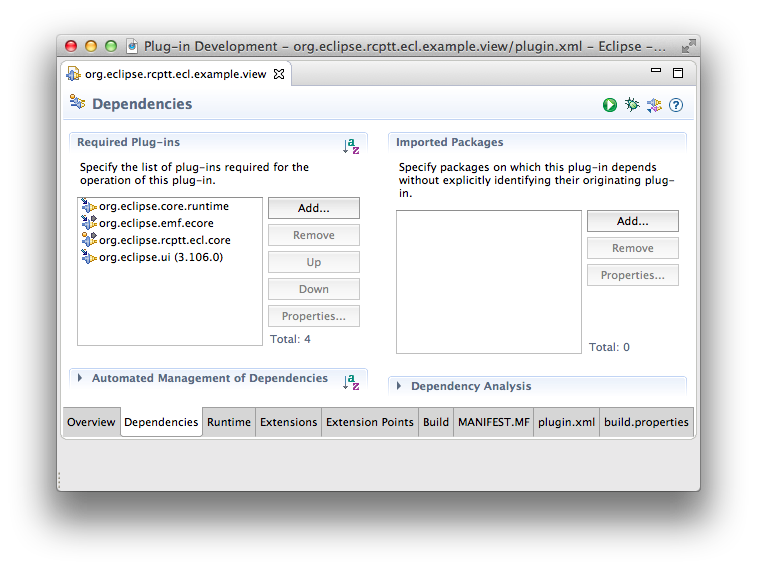 Plug-in Development – org.eclipse.rcptt.ecl.example.view/plugin.xml – Eclipse –...
org.eclipse.rcptt.ecl.example.view
Dependencies
Required Plug-ins
Specify the list of plug-ins required for the
operation of this plug-in.
org.eclipse.core.runtime
org.eclipse.emf.ecore
org.eclipse.rcptt.ecl.core
org.eclipse.ui (3.106.0)
Add...
Remove
Up
Down
Properties...
Total: 4
Imported Packages
Specify packages on which this plug-in depends
without explicitly identifying their originating plug-
in.
Add...
Remove
Properties...
Total: 0
Automated Management of Dependencies
Dependency Analysis
Overview
Dependencies
Runtime
Extensions
Extension Points
Build
MANIFEST.MF
plugin.xml
build.properties